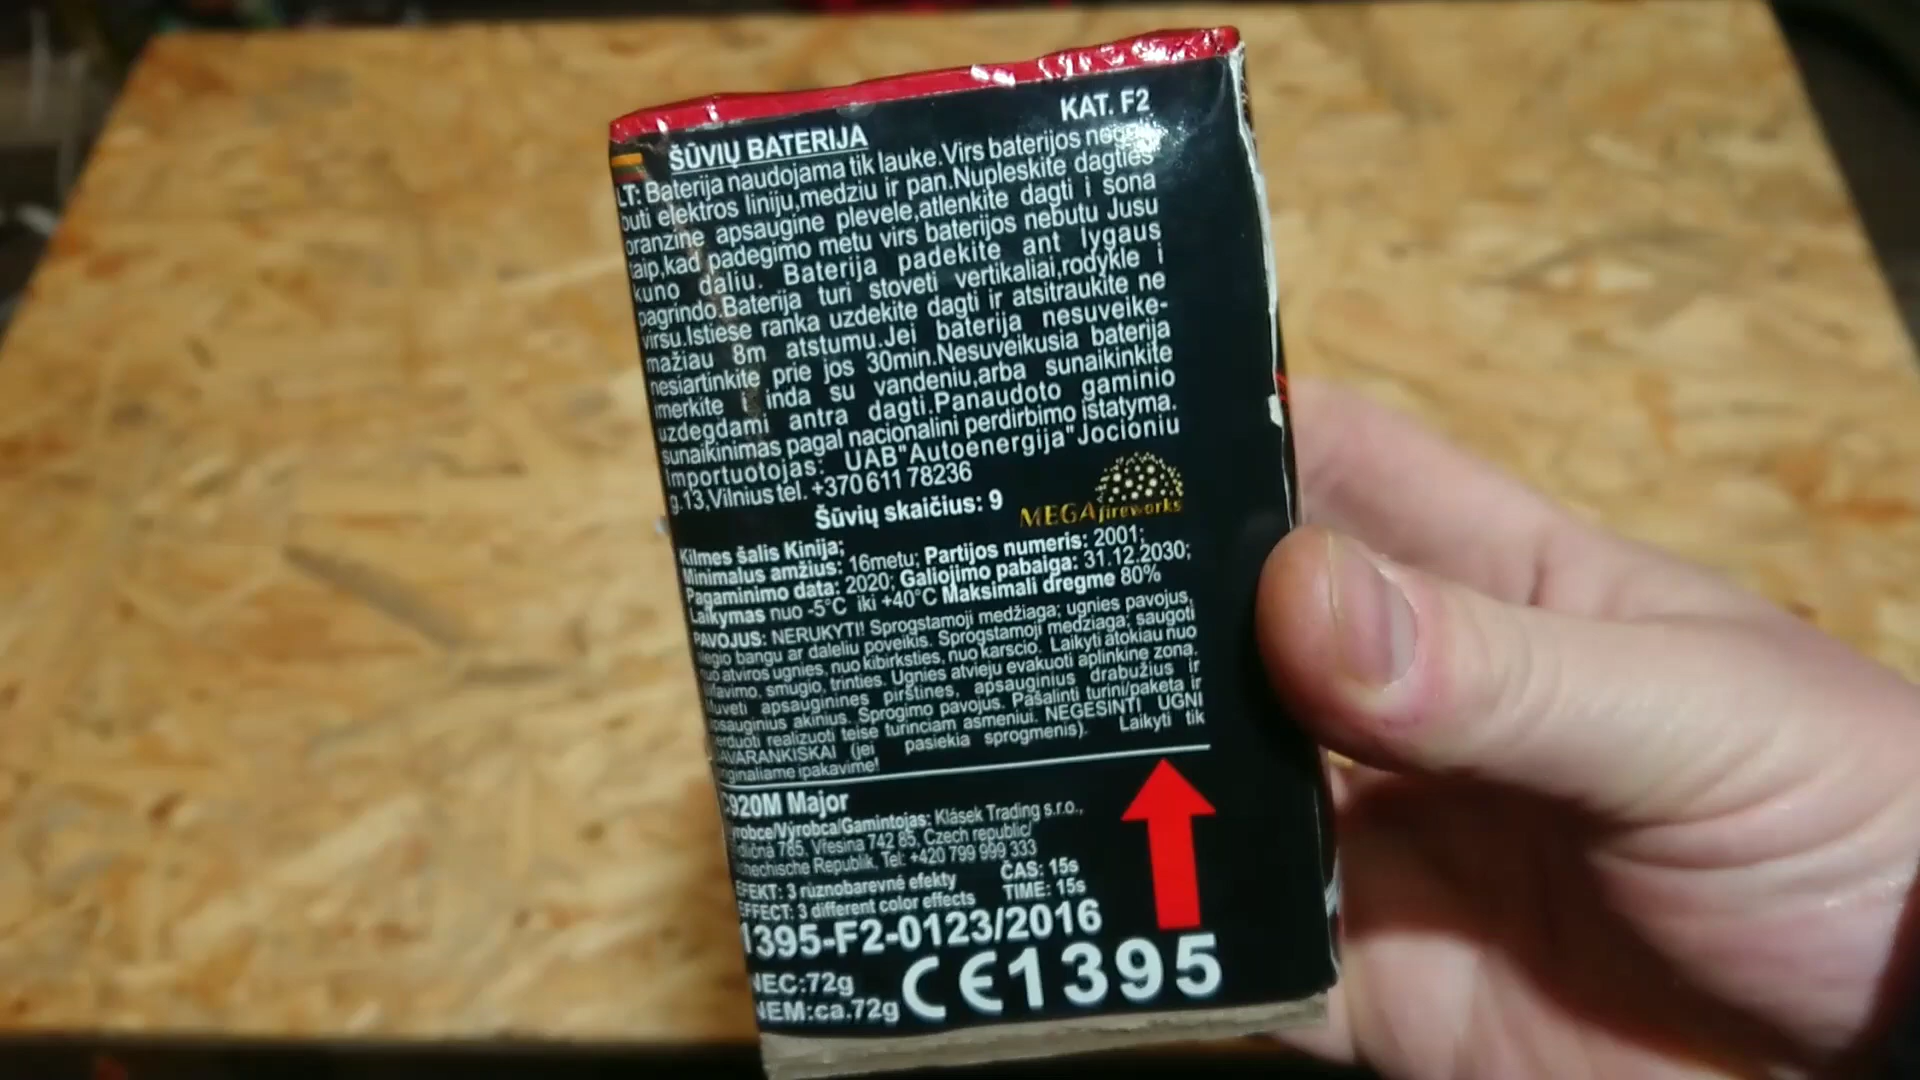 KAT. F2
ŠŪVIŲ BATERIJA
LT: Baterija naudojama tik lauke.Virs baterijos
buti elektros liniju,medziu ir pan.Nupleskite dagties
oranzine apsaugine plevele,atlenkite dagti i sona
taip,kad padegimo metu virs baterijos nebutu Jusu
kuno daliu. Baterija padekite ant lygaus
pagrindo.Baterija turi stoveti vertikaliai,rodykle i
virsu.Istiese ranka uzdekite dagti ir atsitraukite ne
mažiau 8m atstumu.Jei baterija nesuveike-
nesiartinkite prie jos 30min.Nesuveikusia baterija
imerkite i inda su vandeniu,arba sunaikinkite
uzdegdami antra dagti.Panaudoto gaminio
sunaikinimas pagal nacionalini perdirbimo istatyma.
Importuotojas: UAB"Autoenergija"Jocioniu
g.13,Vilnius tel. +370 611 78236
Šūvių skaičius: 9
MEGAfireworks
Kilmes šalis Kinija;
Minimalus amžius: 16metu; Partijos numeris: 2001;
Pagaminimo data: 2020; Galiojimo pabaiga: 31.12.2030;
Laikymas nuo -5°C iki +40°C Maksimali dregme 80%
PAVOJUS: NERUKYTI! Sprogstamoji medžiaga; ugnies pavojus,
slegio bangu ar daleliu poveikis. Sprogstamoji medžiaga; saugoti
nuo atviros ugnies, nuo kibirksties, nuo karscio. Laikyti atokiau nuo
smugio, trinties. Ugnies atvieju evakuoti aplinkine zona.
Muveti apsaugines pirštines, apsauginius drabužius ir
apsauginius akinius. Sprogimo pavojus. Pašalinti turini/paketa ir
perduoti realizuoti teise turinciam asmeniui. NEGESINTI UGNI
SAVARANKISKAI (jei pasiekia sprogmenis). Laikyti tik
originaliame ipakavime!
C920M Major
Vyrobce/Výrobca/Gamintojas: Klásek Trading s.r.o.,
785, Vřesina 742 85, Czech republic/
Tschechische Republik, Tel: +420 799 999 333
EFEKT: 3 různobarevné efekty ČAS: 15s
EFFECT: 3 different color effects TIME: 15s
1395-F2-0123/2016
NEC:72g
NEM:ca.72g
CE1395